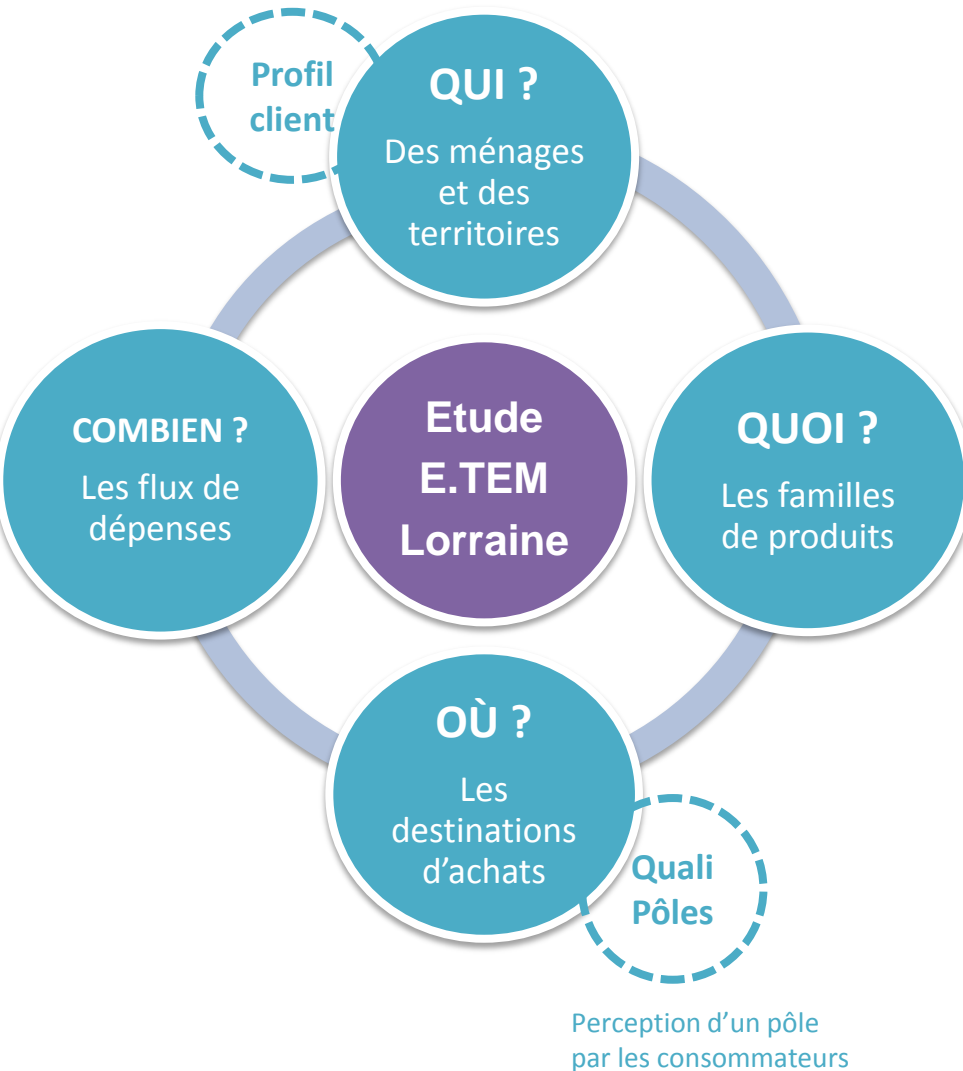 Profil
client
QUI ?
Des ménages
et des
territoires
COMBIEN ?
Les flux de
dépenses
Etude
E.TEM
Lorraine
QUOI ?
Les familles
de produits
OÙ ?
Les
destinations
d’achats
Quali
Pôles
Perception d’un pôle
par les consommateurs